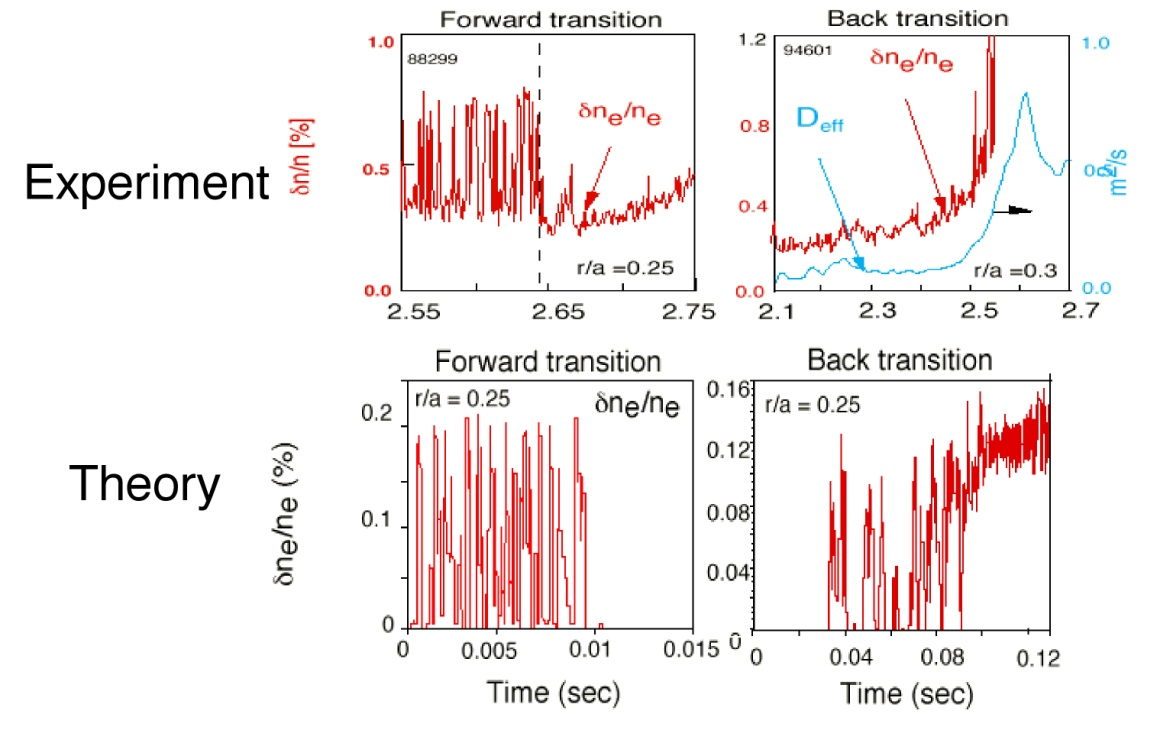 Forward transition
Back transition
1.0
88299
δn/n [%]
0.5
0.0
δne/ne
r/a =0.25
2.55
2.65
2.75
1.2
94601
δne/ne
1.0
0.8
Deff
m2/s
0.4
0.0
r/a =0.3
0.0
2.1
2.3
2.5
2.7
Experiment
Forward transition
Back transition
r/a = 0.25
δne/ne
0.2
δne/ne (%)
0.1
0
0
0.005
0.01
0.015
Time (sec)
0.16
r/a = 0.25
0.12
0.08
0.04
0
0
0.04
0.08
0.12
Time (sec)
Theory